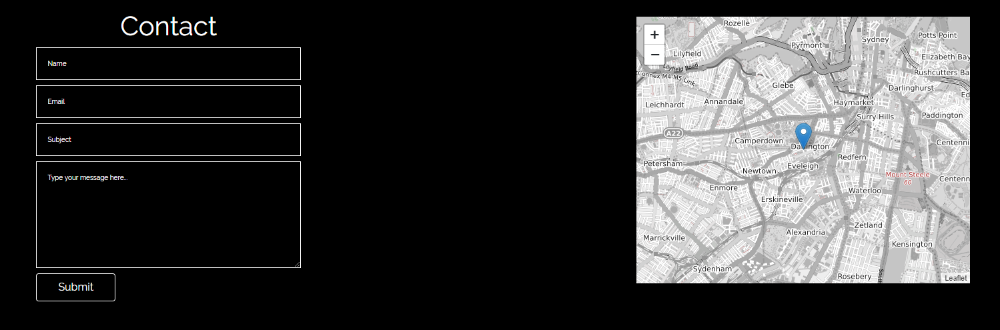 Contact
Name
Email
Subject
Type your message here...
Submit
+
−
Rozelle
Potts Point
Sydney
Pyrmont
Lilyfield
Elizabeth Bay
Lilyfield Road
Rushcutters Ba
tConnex M4-M5 Link
Glebe
Darlinghurst
Ed
Annandale
Haymarket
Leichhardt
Surry Hills
Paddington
A22
Camperdown
Centenni
Darlington
Redfern
Petersham
Eveleigh
Newtown
Mount Steele
60
Centenn
Enmore
Waterloo
Erskineville
Zetland
Alexandria
Marrickville
Kensington
Sydenham
Rosebery
South
Leaflet